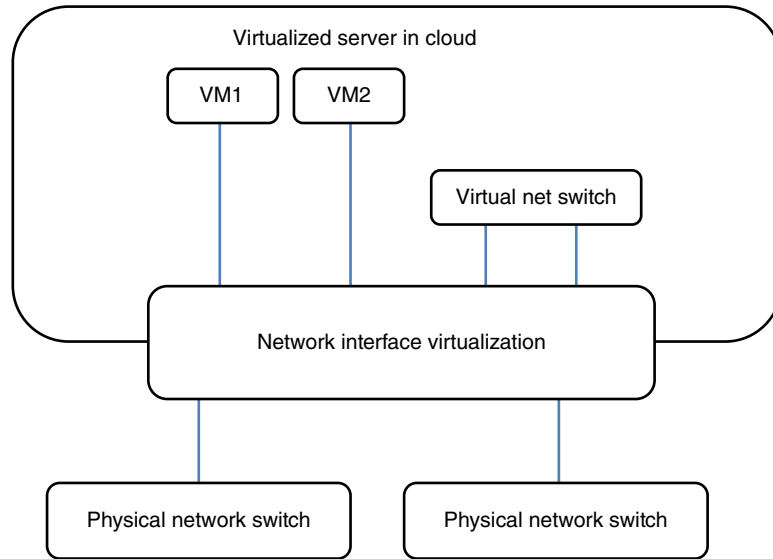 Virtualized server in cloud
VM1
VM2
Virtual net switch
Network interface virtualization
Physical network switch
Physical network switch